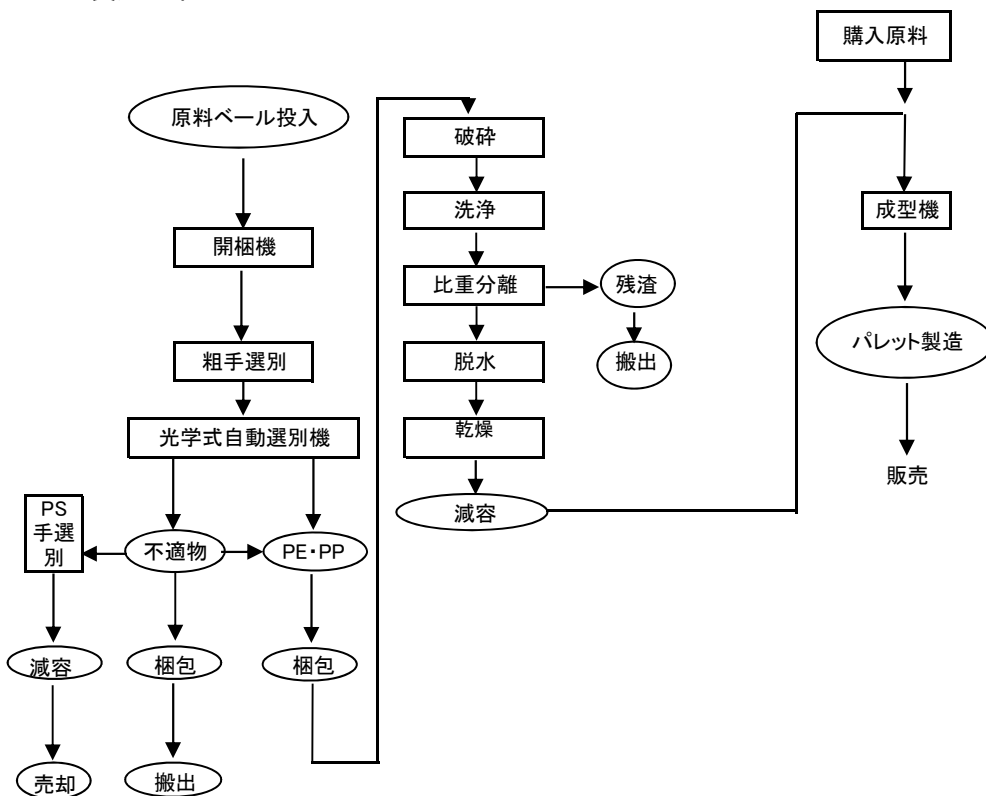 原料ベール投入
開梱機
粗手選別
光学式自動選別機
PS
手選
別
不適物
PE・PP
減容
梱包
梱包
売却
搬出
破砕
洗浄
比重分離
残渣
搬出
脱水
乾燥
減容
購入原料
成型機
パレット製造
販売